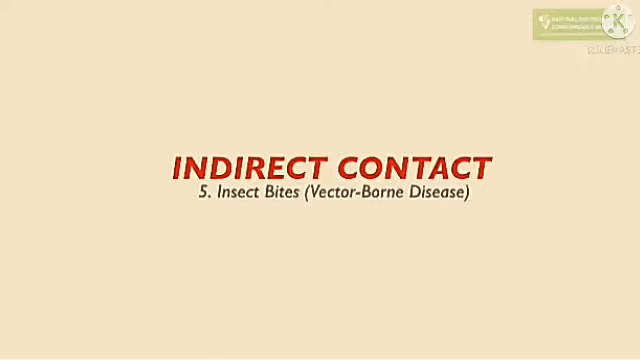 INDIRECT CONTACT
5. Insect Bites (Vector-Borne Disease)